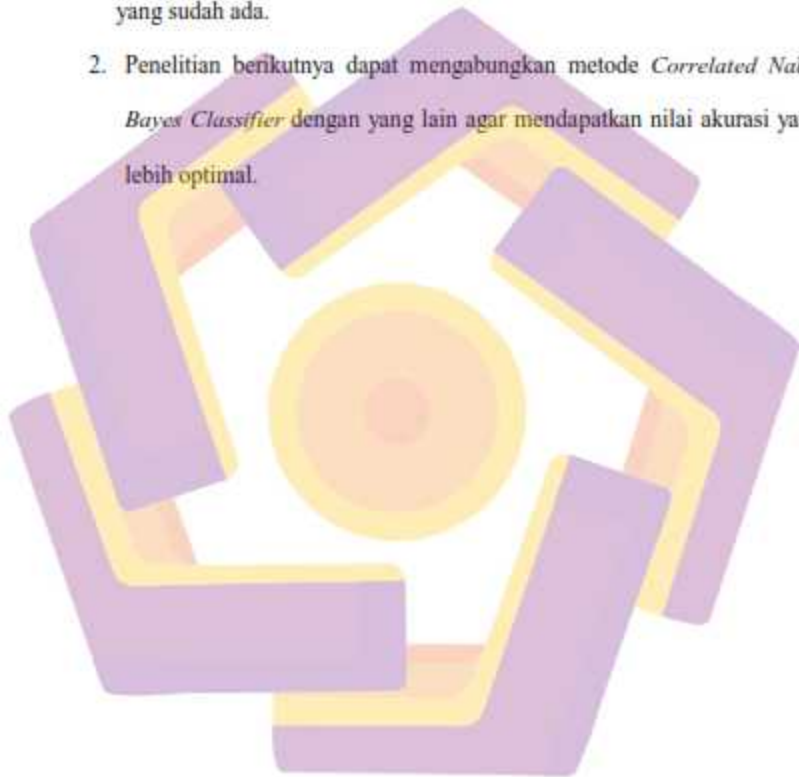 yang sudah ada.
2. Penelitian berikutnya dapat mengabungkan metode Correlated
Bayes Classifier dengan yang lain agar mendapatkan nilai akurasi
lebih optimal.